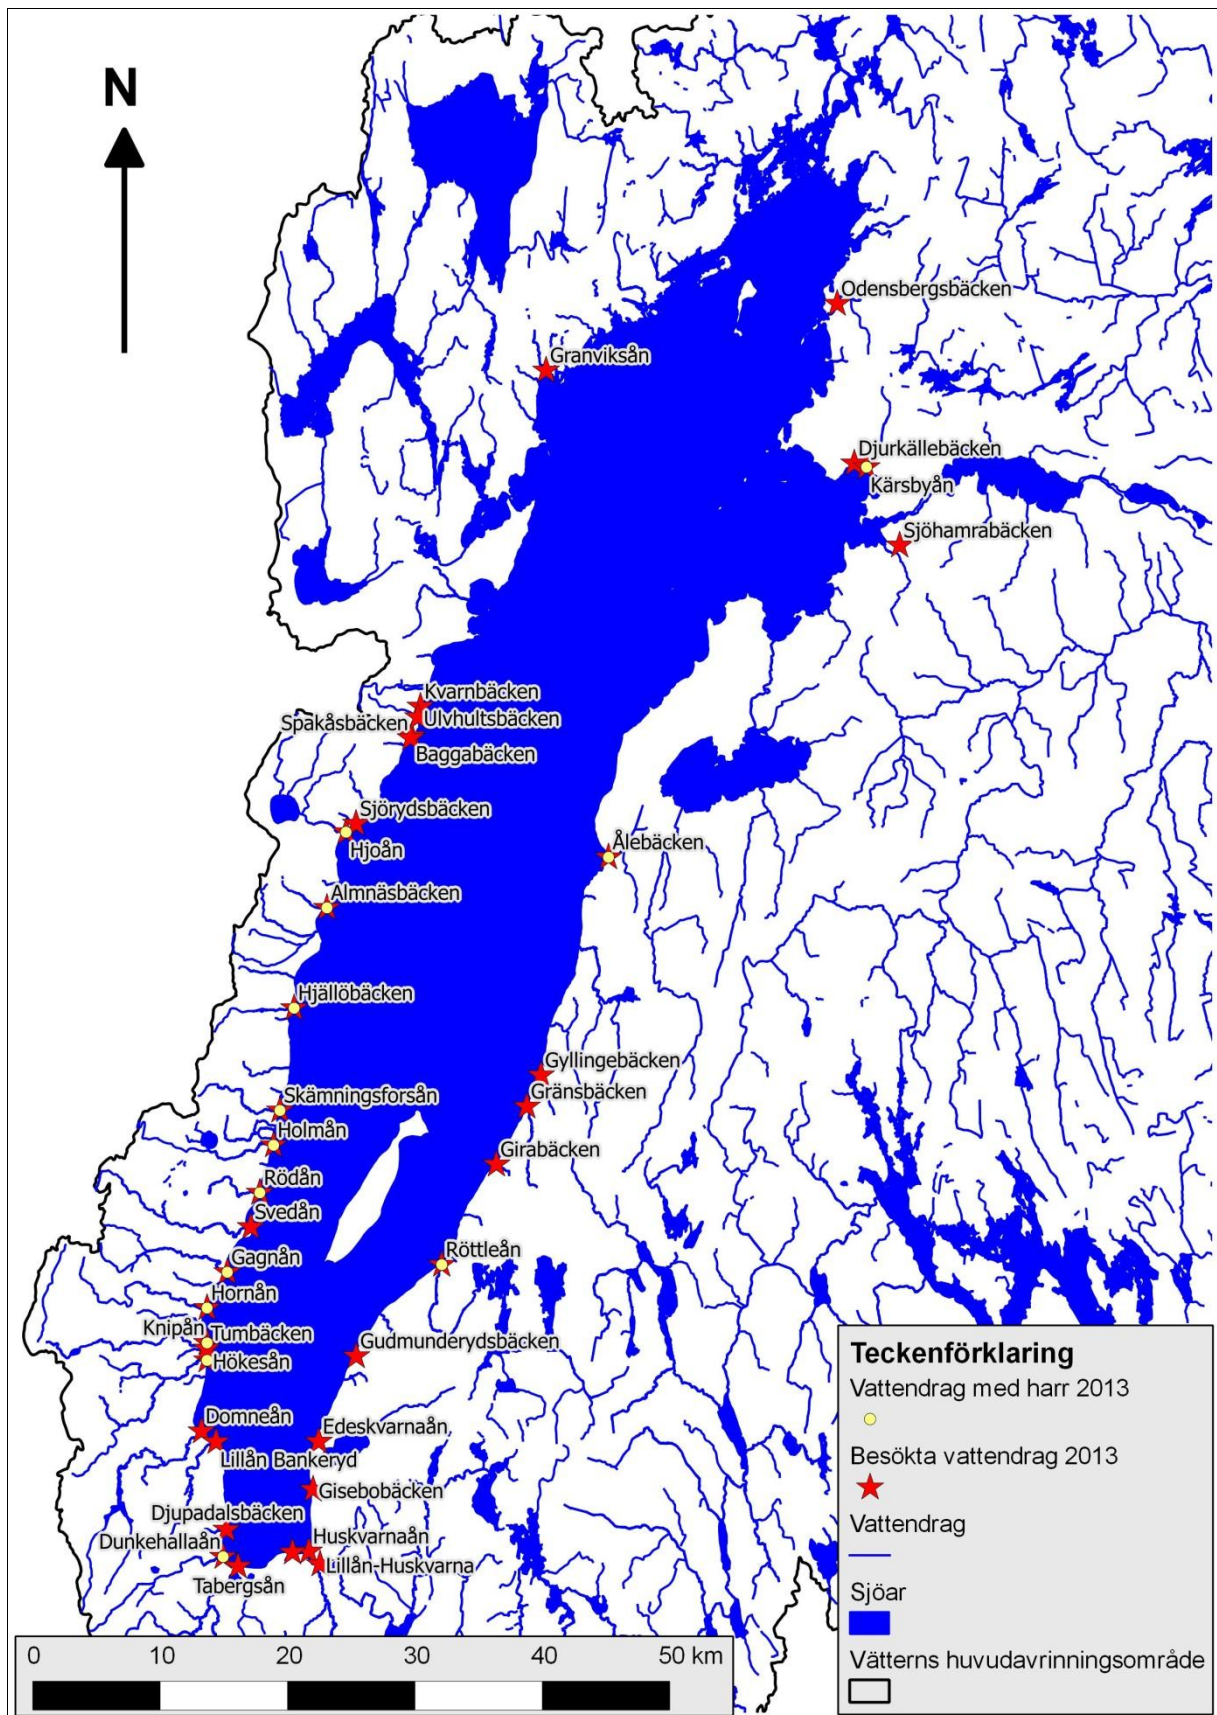 N
Odensbergsbäcken
Granviksån
Djurkällebäcken
Kärsbyån
Sjöhamrabäcken
Kvarnbäcken
Spakåsbäcken
Ulvhultsbäcken
Baggabäcken
Sjörydsbäcken
Hjoån
Ålebäcken
Almnäsbäcken
Hjällöbäcken
Gyllingebäcken
Skämningsforsån
Gränsbäcken
Holmån
Girabäcken
Rödån
Svedån
Röttleån
Gagnån
Hornån
Knipån
Tumbäcken
Gudmunderydsbäcken
Hökesån
Domneån
Edeskvarnaån
Lillån Bankeryd
Gisebobäcken
Djupadalsbäcken
Dunkehallaån
Huskvarnaån
Lillån-Huskvarna
Tabergsån
Teckenförklaring
Vattendrag med harr 2013
Besökta vattendrag 2013
Vattendrag
Sjöar
Vätterns huvudavrinningsområde
0 10 20 30 40 50 km